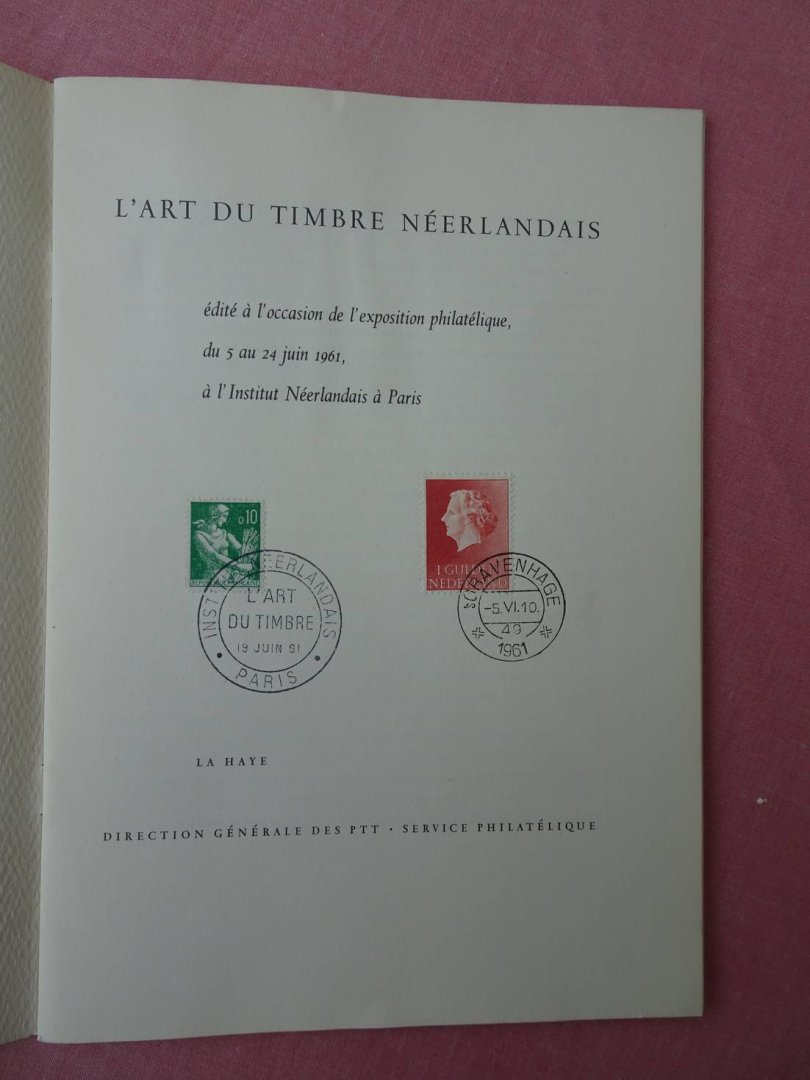 L'ART DU TIMBRE NÉERLANDAIS
édité à l'occasion de l'exposition philatélique,
du 5 au 24 juin 1961,
à l'Institut Néerlandais à Paris
0,10
INSTITUT NÉERLANDAIS
L'ART
DU TIMBRE
19 JUIN 61
PARIS
1 GULDEN
NEDERLAND
SGRAVENHAGE
-5.VI.10.
49
1961
LA HAYE
DIRECTION GÉNÉRALE DES PTT · SERVICE PHILATÉLIQUE